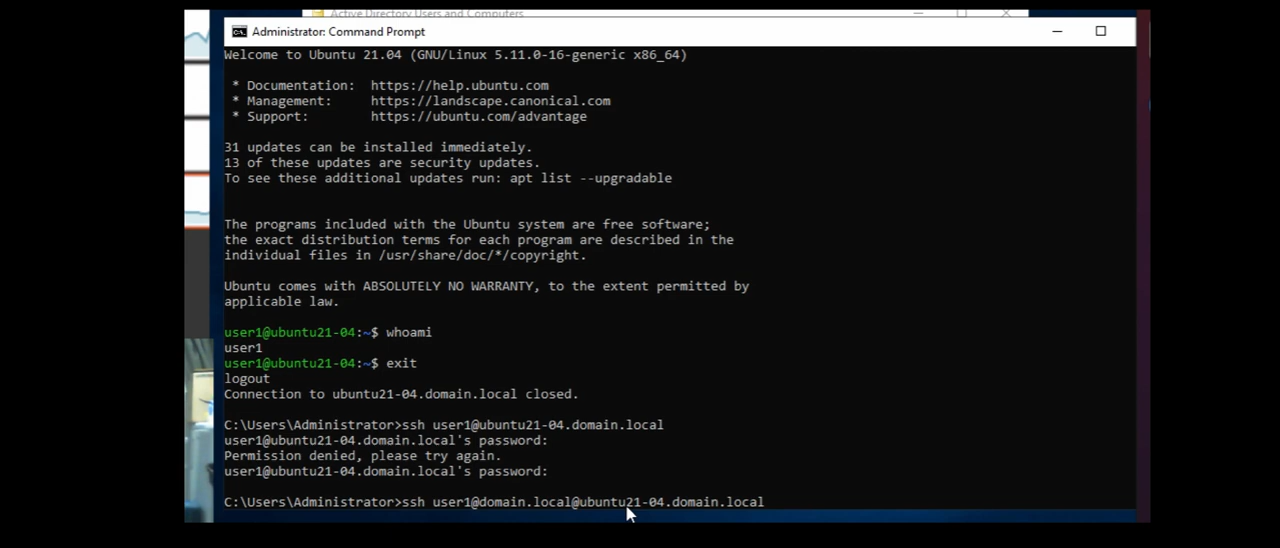 Active Directory Users and Computers
Administrator: Command Prompt
Welcome to Ubuntu 21.04 (GNU/Linux 5.11.0-16-generic x86_64)
* Documentation: https://help.ubuntu.com
* Management: https://landscape.canonical.com
* Support: https://ubuntu.com/advantage
31 updates can be installed immediately.
13 of these updates are security updates.
To see these additional updates run: apt list --upgradable
The programs included with the Ubuntu system are free software;
the exact distribution terms for each program are described in the
individual files in /usr/share/doc/*/copyright.
Ubuntu comes with ABSOLUTELY NO WARRANTY, to the extent permitted by
applicable law.
user1@ubuntu21-04:~$ whoami
user1
user1@ubuntu21-04:~$ exit
logout
Connection to ubuntu21-04.domain.local closed.
C:\Users\Administrator>ssh user1@ubuntu21-04.domain.local
user1@ubuntu21-04.domain.local's password:
Permission denied, please try again.
user1@ubuntu21-04.domain.local's password:
C:\Users\Administrator>ssh user1@domain.local@ubuntu21-04.domain.local